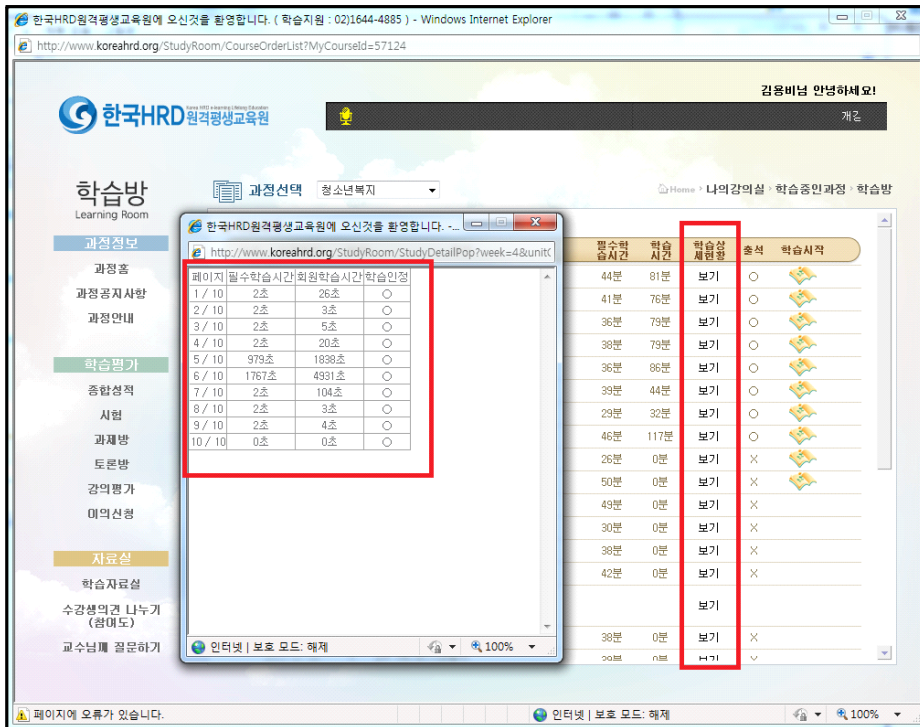 한국HRD원격평생교육원에 오신것을 환영합니다. ( 학습지원 : 02)1644-4885 ) - Windows Internet Explorer
http://www.koreahrd.org/StudyRoom/CourseOrderList?MyCourseId=57124
김용비님 안녕하세요!
한국HRD원격평생교육원
학습방
Learning Room
과정선택 청소년복지
Home 나의강의실 학습중인과정 학습방
과정정보
과정홈
과정공지사항
과정안내
학습평가
종합성적
시험
과제방
토론방
강의평가
이의신청
자료실
학습자료실
수강생의견 나누기
(참여도)
교수님께 질문하기
한국HRD원격평생교육원에 오신것을 환영합니다. -...
http://www.koreahrd.org/StudyRoom/StudyDetailPop?week=4&unit
페이지 필수학습시간 회원학습시간 학습인정
1 / 10 2초 26초 ○
2 / 10 2초 3초 ○
3 / 10 2초 5초 ○
4 / 10 2초 20초 ○
5 / 10 979초 1838초 ○
6 / 10 1767초 4931초 ○
7 / 10 2초 104초 ○
8 / 10 2초 3초 ○
9 / 10 2초 4초 ○
10 / 10 0초 0초 ○
인터넷 | 보호 모드: 해제 100%
필수학습시간 학습시간 학습상세현황 출석 학습시작
44분 81분 보기 ○
41분 76분 보기 ○
36분 79분 보기 ○
38분 79분 보기 ○
36분 86분 보기 ○
39분 44분 보기 ○
29분 32분 보기 ○
46분 117분 보기 ○
26분 0분 보기 X
50분 0분 보기 X
49분 0분 보기 X
30분 0분 보기 X
38분 0분 보기 X
42분 0분 보기 X
보기
38분 0분 보기 X
페이지에 오류가 있습니다.
인터넷 | 보호 모드: 해제 100%